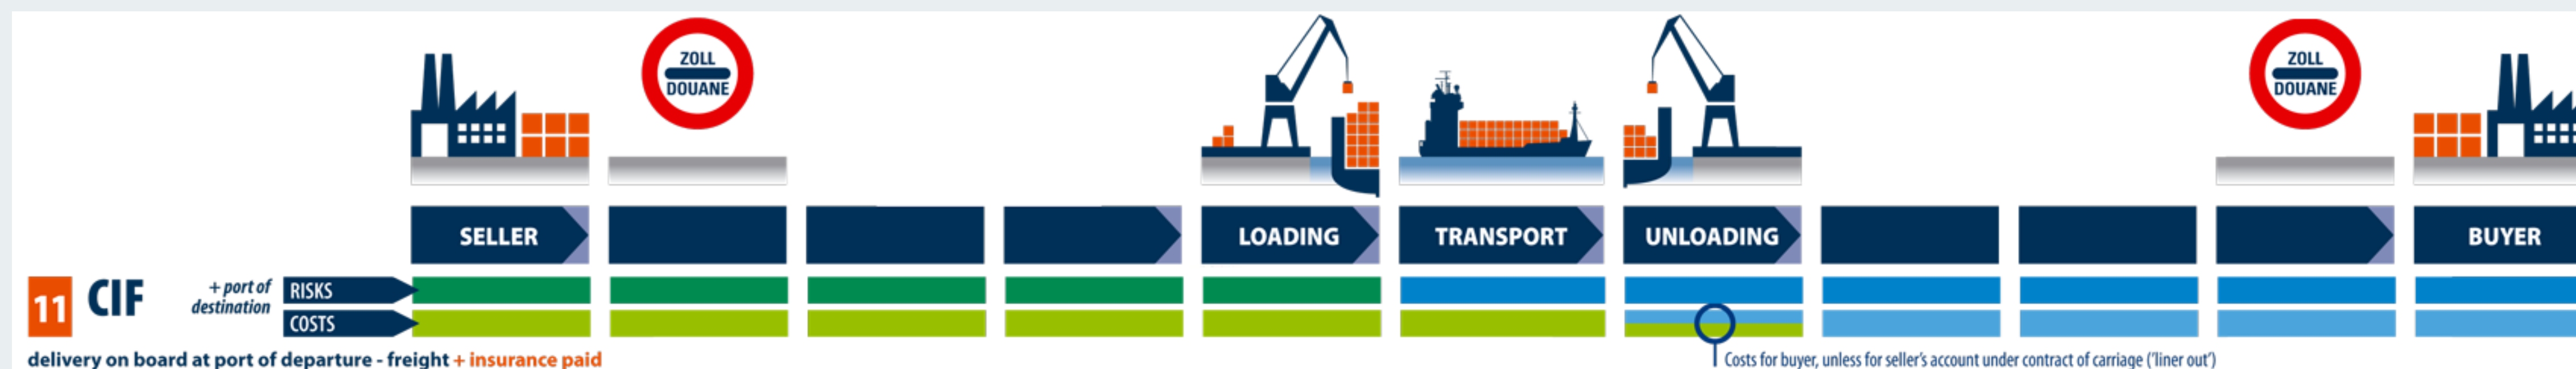 ZOLL
DOUANE
ZOLL
DOUANE
SELLER
LOADING
TRANSPORT
UNLOADING
BUYER
11 CIF
+ port of
destination
RISKS
COSTS
delivery on board at port of departure - freight + insurance paid
Costs for buyer, unless for seller's account under contract of carriage ('liner out')